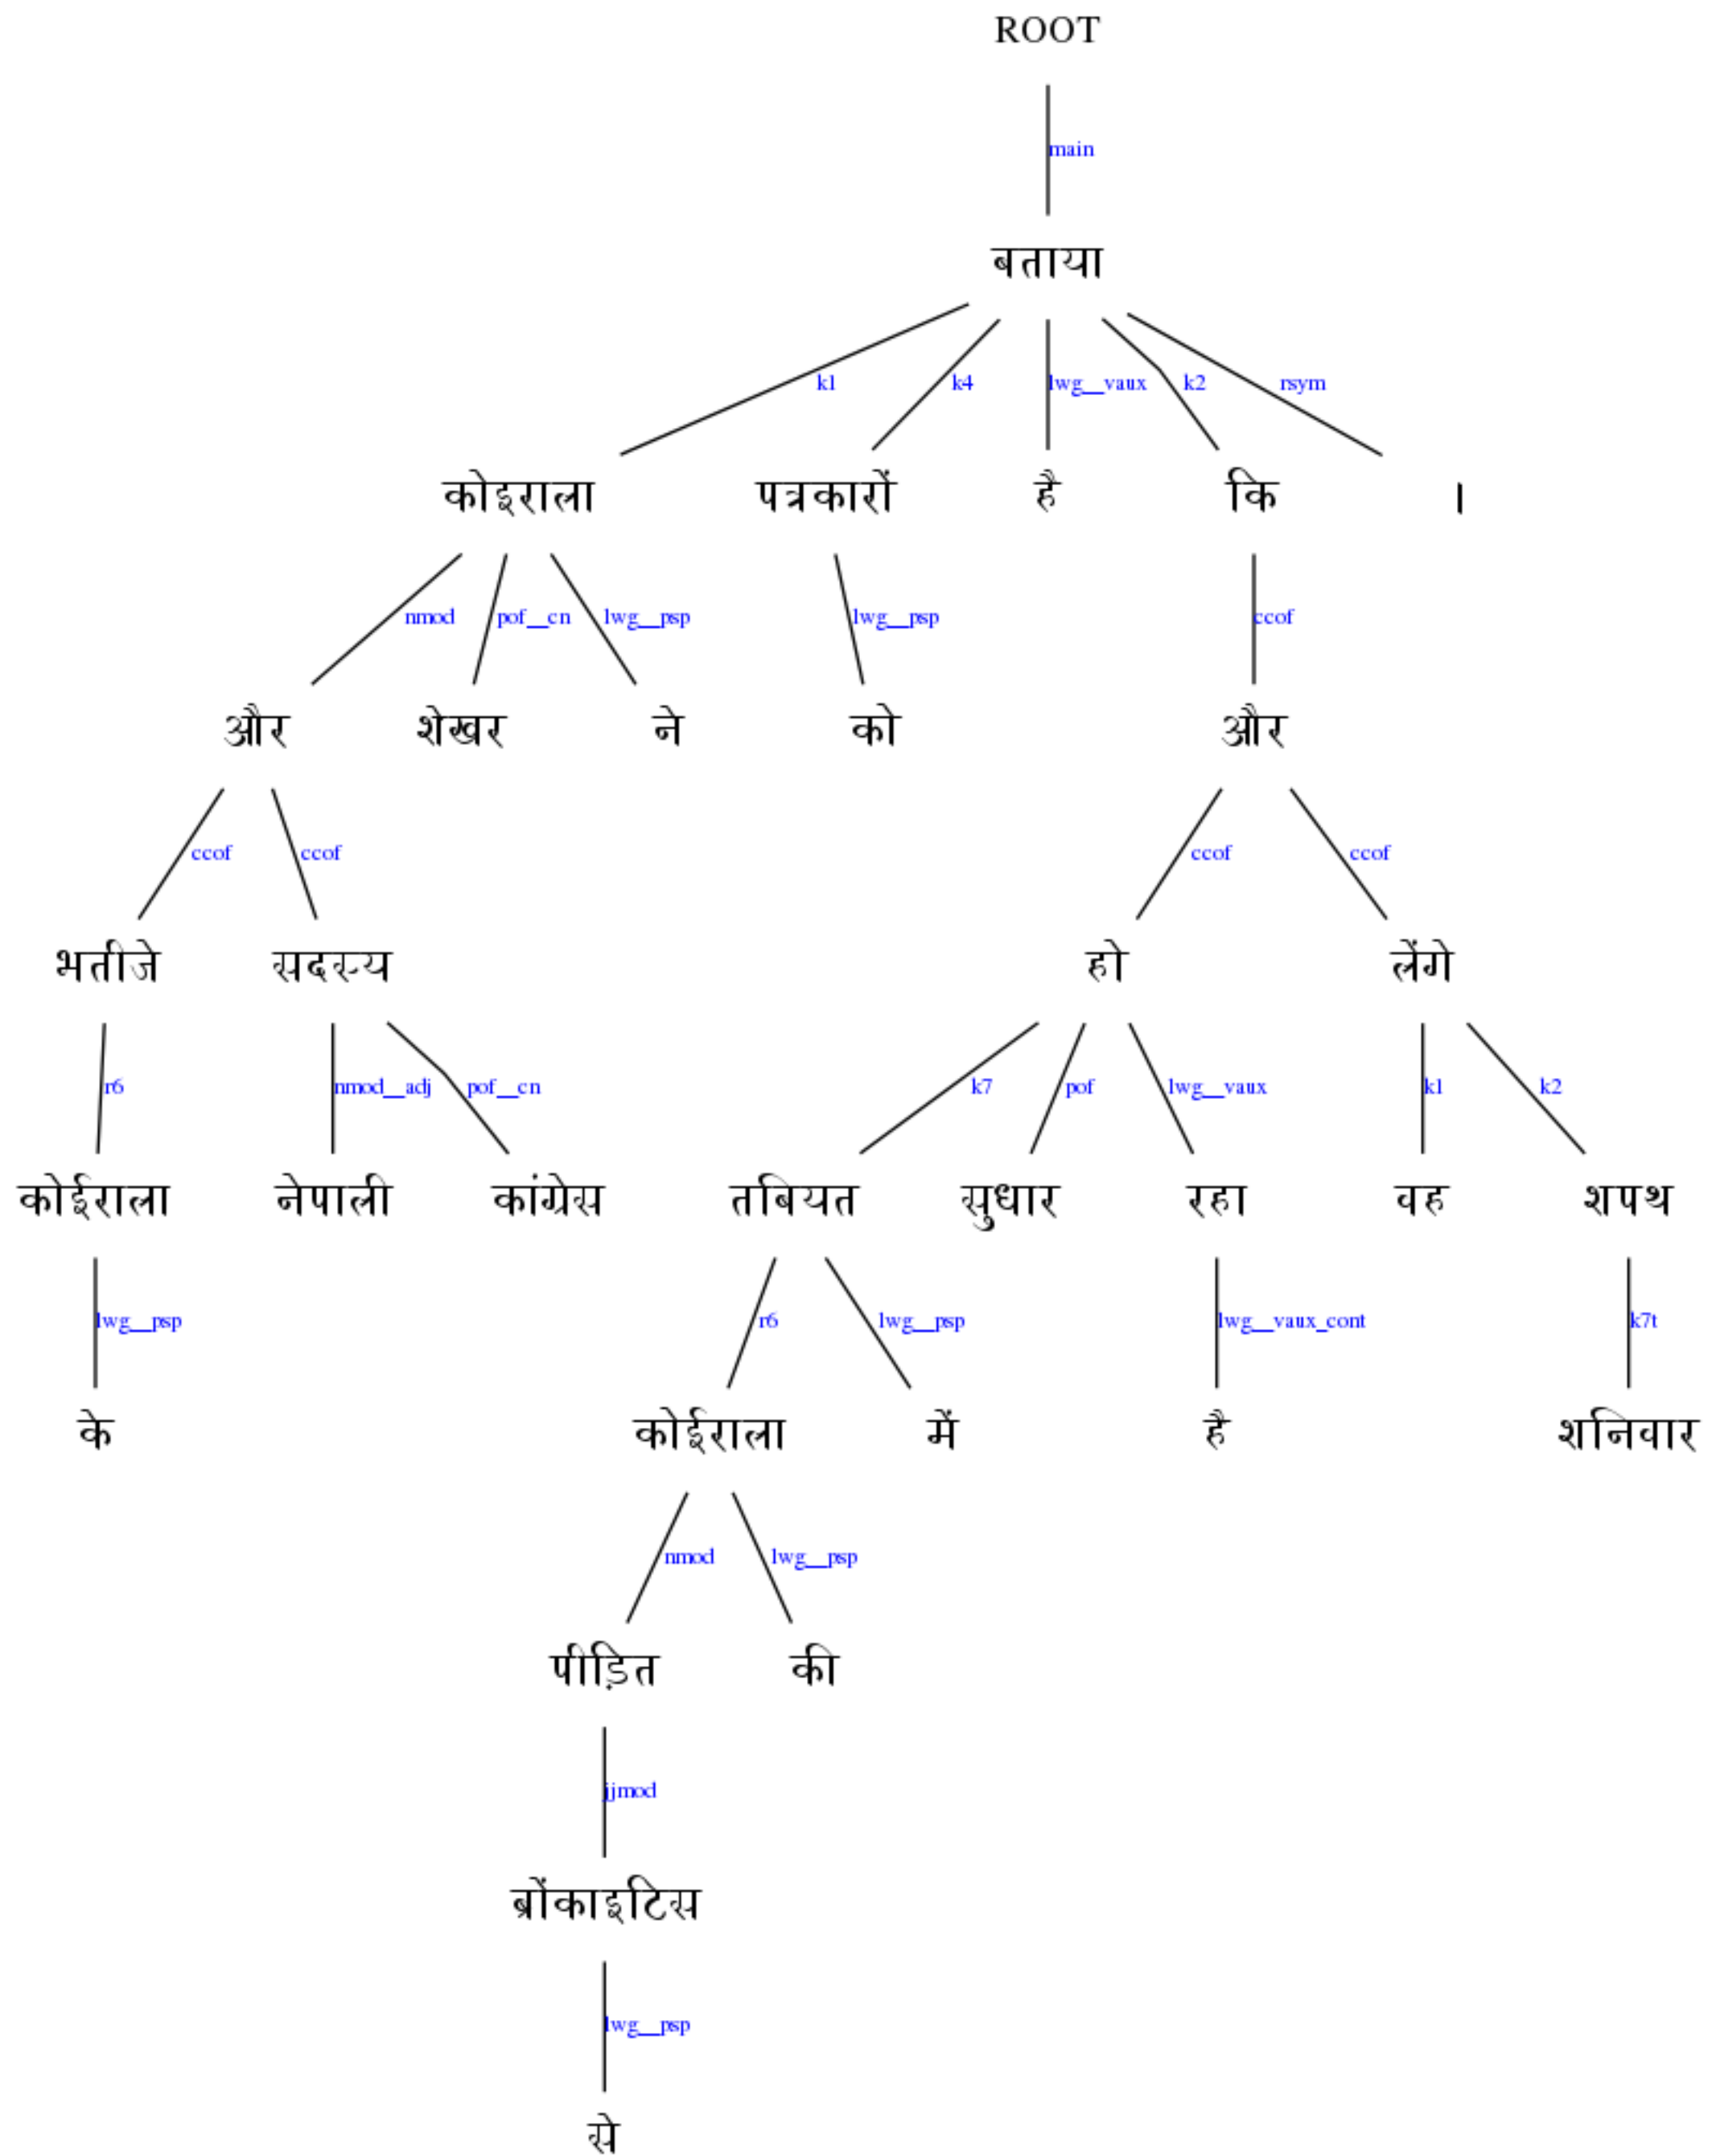 ROOT
main
बताया
k1 k4 lwg__vaux k2 rsym
कोइराला पत्रकारों है कि ।
nmod pof__cn lwg__psp lwg__psp ccof
और शेखर ने को और
ccof ccof ccof ccof
भतीजे सदस्य हो लेंगे
r6 nmod__adj pof__cn k7 pof lwg__vaux k1 k2
कोईराला नेपाली कांग्रेस तबियत सुधार रहा वह शपथ
lwg__psp r6 lwg__psp lwg__vaux_cont k7t
के कोईराला में है शनिवार
nmod lwg__psp
पीड़ित की
jjmod
ब्रोंकाइटिस
lwg__psp
से